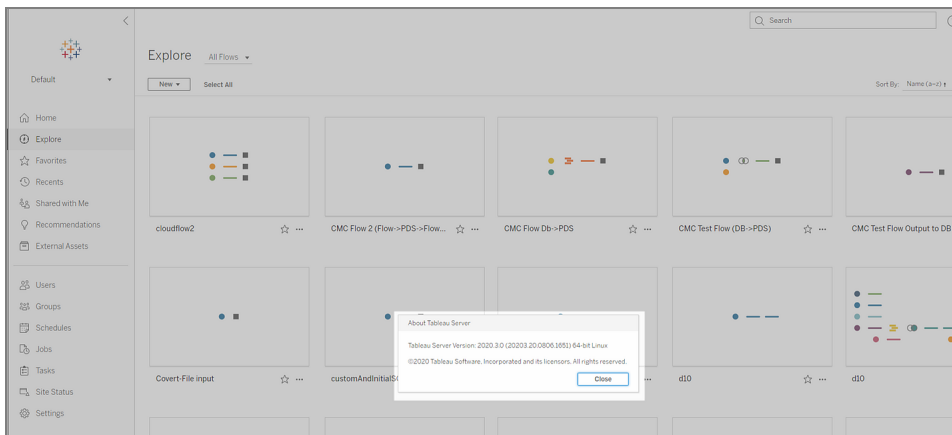 Search
Explore
All Flows
Default
New
Select All
Sort By: Name (a–z)
Home
Explore
Favorites
Recents
Shared with Me
Recommendations
External Assets
Users
Groups
Schedules
Jobs
Tasks
Site Status
Settings
cloudflow2
CMC Flow 2 (Flow->PDS->Flow...
CMC Flow Db->PDS
CMC Test Flow (DB->PDS)
CMC Test Flow Output to DB
Covert-File input
d10
d10
About Tableau Server
Tableau Server Version: 2020.3.0 (20203.20.0806.1651) 64-bit Linux
©2020 Tableau Software. Incorporated and its licensors. All rights reserved.
Close